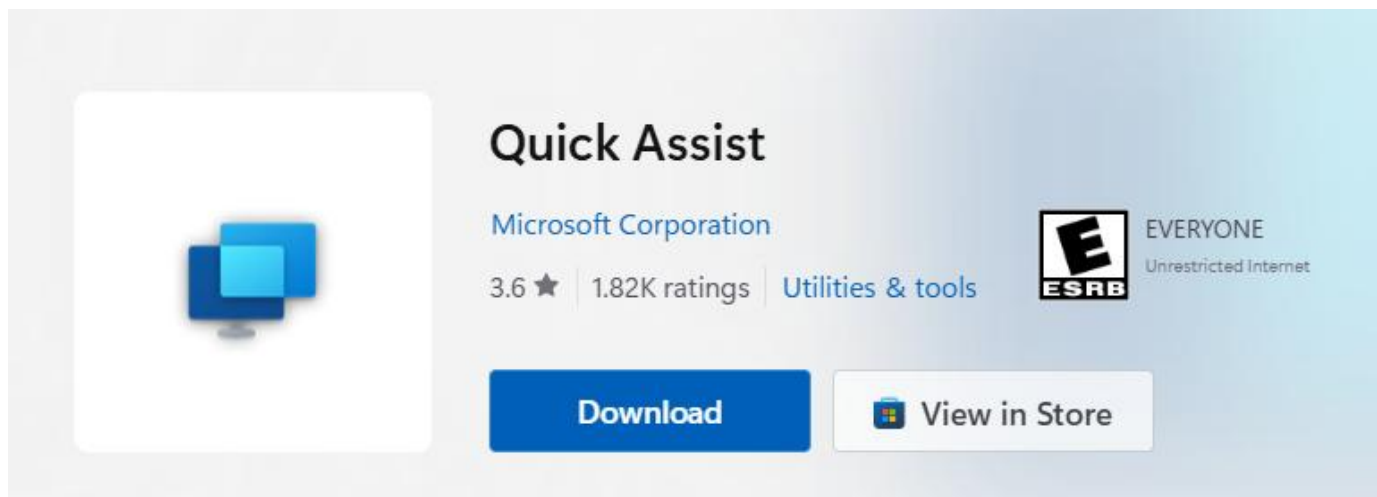 Quick Assist
Microsoft Corporation
3.6 ★ 1.82K ratings Utilities & tools
E
ESRB
EVERYONE
Unrestricted Internet
Download
View in Store